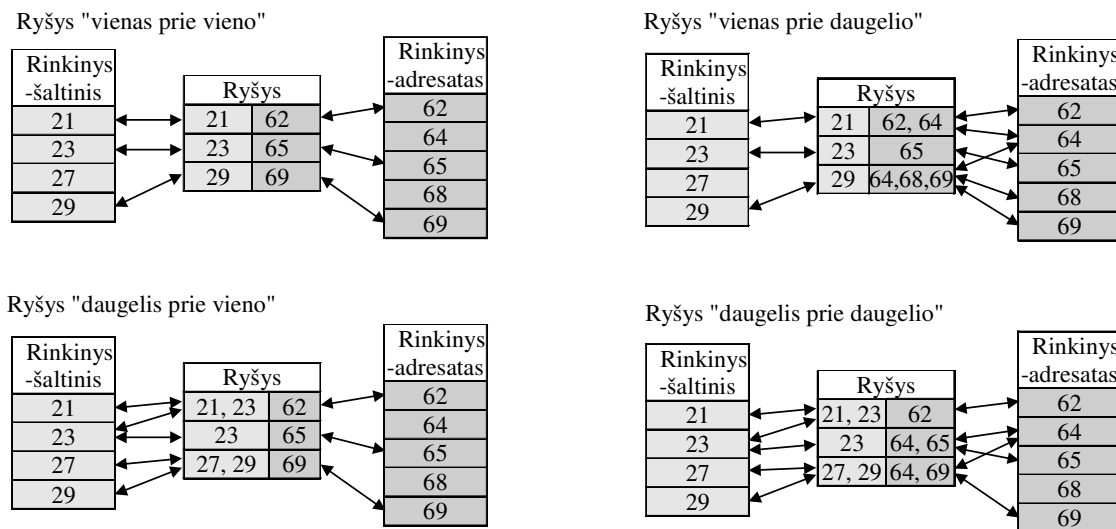 Ryšys "vienas prie vieno"
Rinkinys
-šaltinis
21
23
27
29
Ryšys
21 62
23 65
29 69
Rinkinys
-adresatas
62
64
65
68
69
Ryšys "vienas prie daugelio"
Rinkinys
-šaltinis
21
23
27
29
Ryšys
21 62, 64
23 65
29 64,68,69
Rinkinys
-adresatas
62
64
65
68
69
Ryšys "daugelis prie vieno"
Rinkinys
-šaltinis
21
23
27
29
Ryšys
21, 23 62
23 65
27, 29 69
Rinkinys
-adresatas
62
64
65
68
69
Ryšys "daugelis prie daugelio"
Rinkinys
-šaltinis
21
23
27
29
Ryšys
21, 23 62
23 64, 65
27, 29 64, 69
Rinkinys
-adresatas
62
64
65
68
69